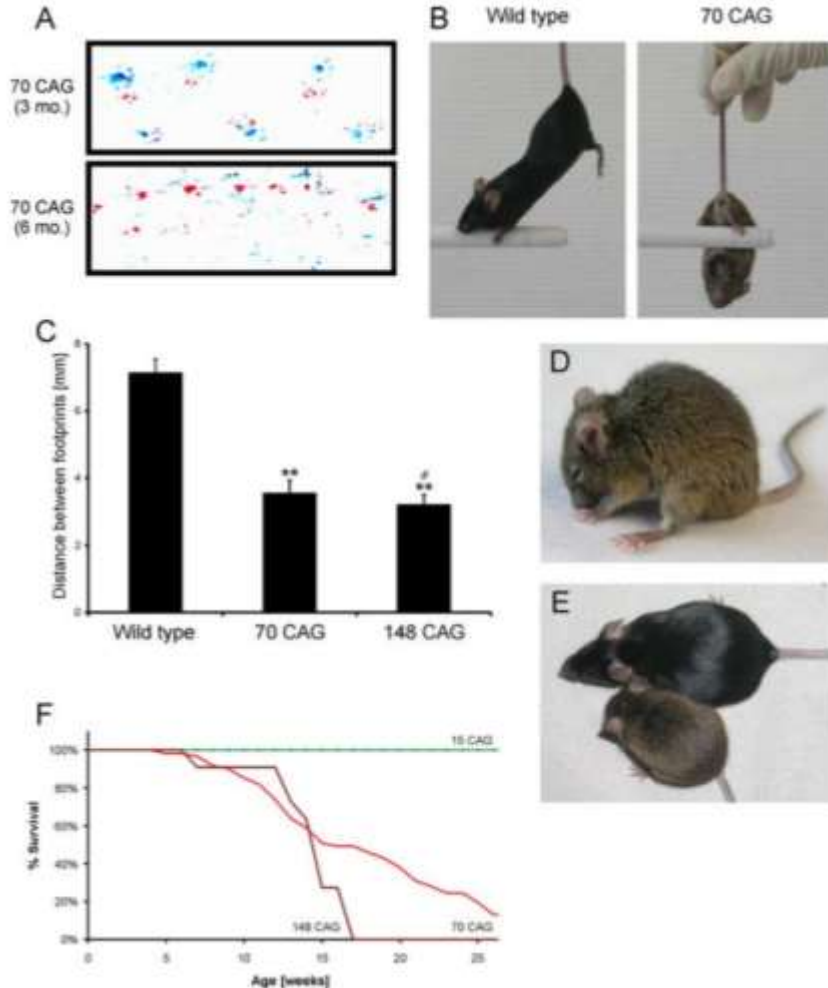 A
70 CAG
(3 mo.)
70 CAG
(6 mo.)
B
Wild type
70 CAG
C
Distance between footprints [mm]
8
6
4
2
0
**
#
**
Wild type
70 CAG
148 CAG
D
E
F
% Survival
100%
80%
60%
40%
20%
0%
15 CAG
148 CAG
70 CAG
0
5
10
15
20
25
Age [weeks]